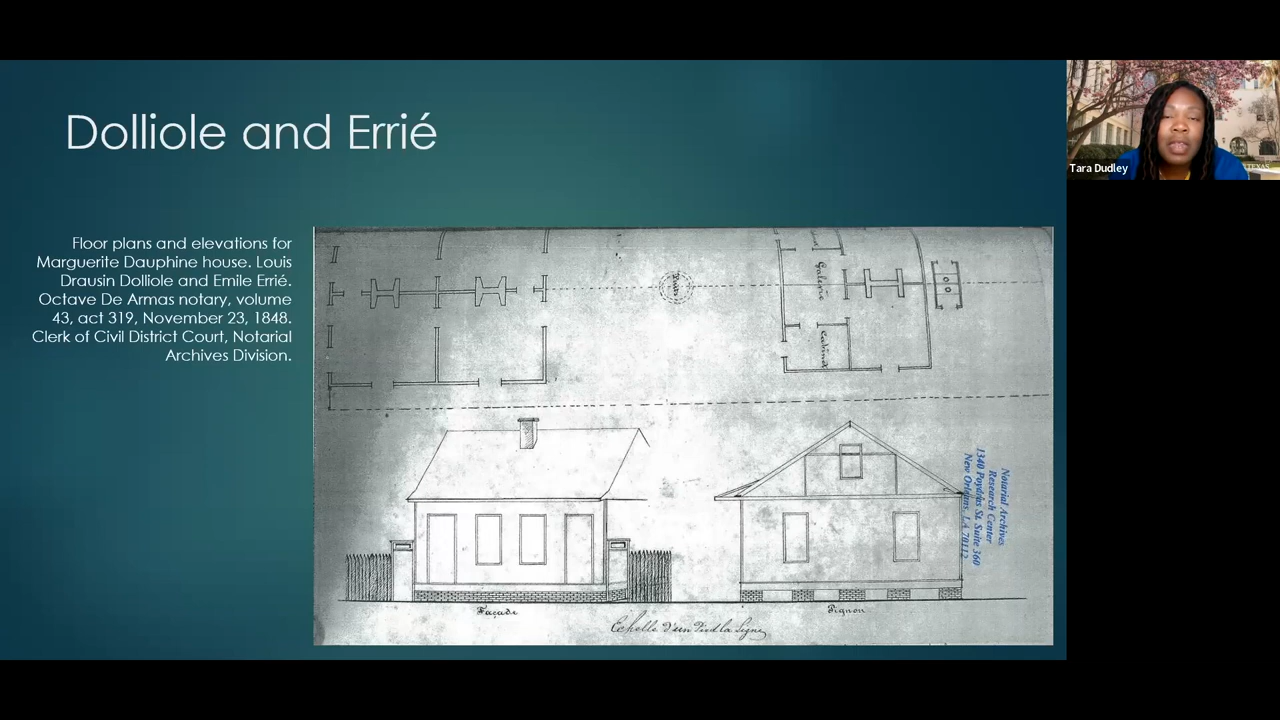 Dolliole and Errié
Floor plans and elevations for
Marguerite Dauphine house. Louis
Drausin Dolliole and Emile Errié.
Octave De Armas notary, volume
43, act 319, November 23, 1848.
Clerk of Civil District Court, Notarial
Archives Division.
Galerie
Cabinet
Façade
Pignon
Echelle d'un Pied la Ligne
Notarial Archives
Research Center
1340 Poydras St. Suite 360
New Orleans, LA 70112
Tara Dudley
TEXAS